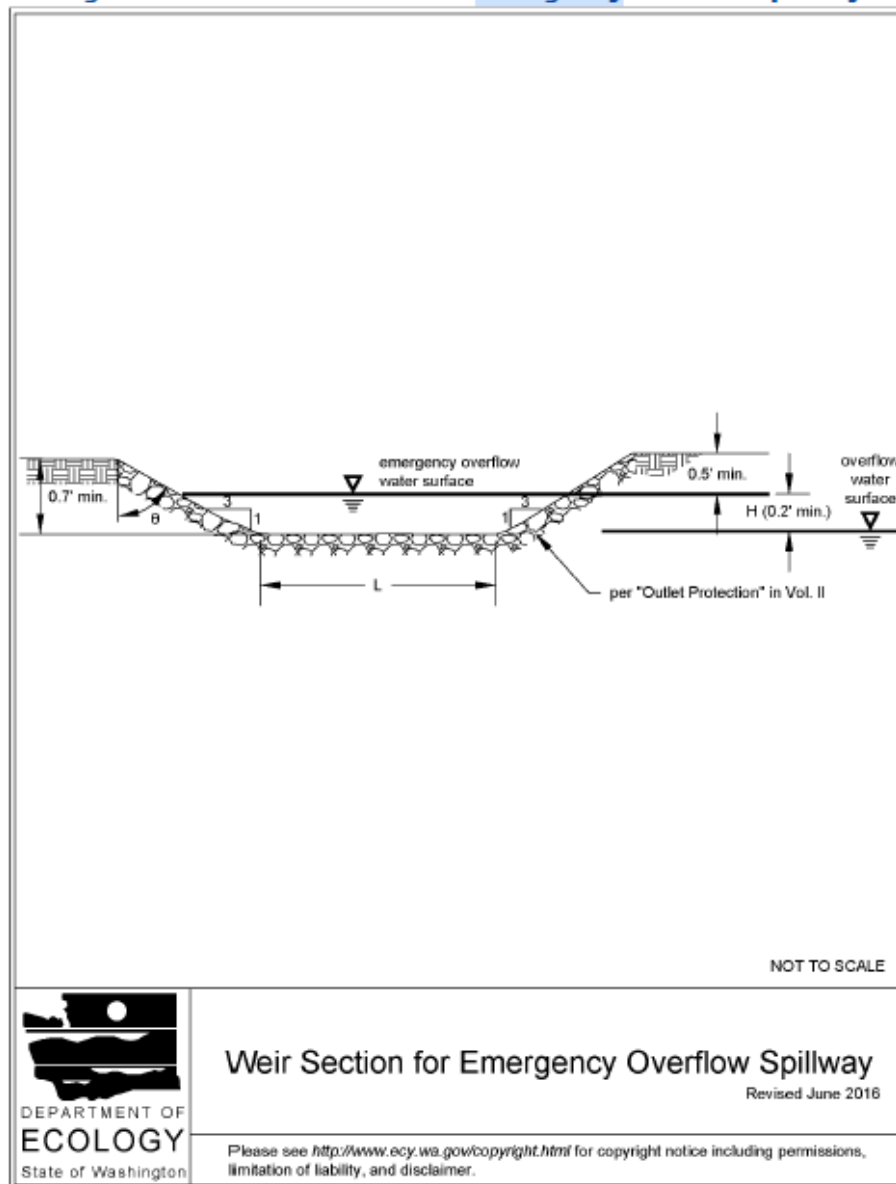 emergency overflow
water surface
overflow
water
surface
0.7' min.
0.5' min.
H (0.2' min.)
3
1
3
1
θ
L
per "Outlet Protection" in Vol. II
NOT TO SCALE
Weir Section for Emergency Overflow Spillway
Revised June 2016
DEPARTMENT OF
ECOLOGY
State of Washington
Please see http://www.ecy.wa.gov/copyright.html for copyright notice including permissions,
limitation of liability, and disclaimer.